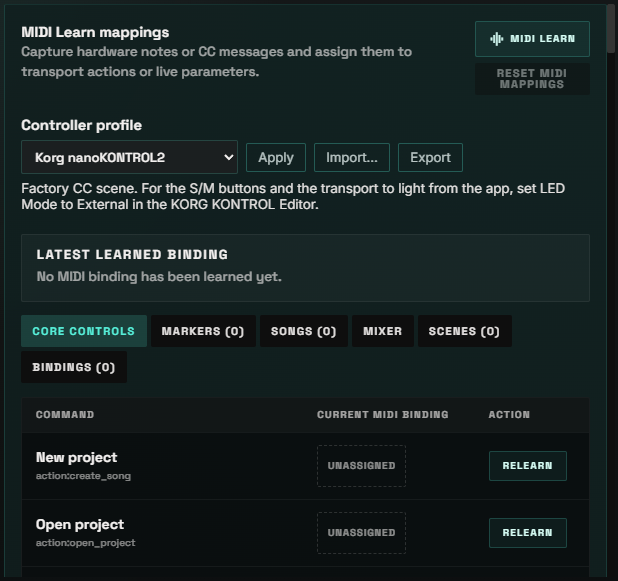 MIDI Learn mappings
Capture hardware notes or CC messages and assign them to
transport actions or live parameters.
MIDI LEARN
RESET MIDI
MAPPINGS
Controller profile
Korg nanoKONTROL2
Apply
Import...
Export
Factory CC scene. For the S/M buttons and the transport to light from the app, set LED
Mode to External in the KORG KONTROL Editor.
LATEST LEARNED BINDING
No MIDI binding has been learned yet.
CORE CONTROLS
MARKERS (0)
SONGS (0)
MIXER
SCENES (0)
BINDINGS (0)
COMMAND
CURRENT MIDI BINDING
ACTION
New project
action:create_song
UNASSIGNED
RELEARN
Open project
action:open_project
UNASSIGNED
RELEARN